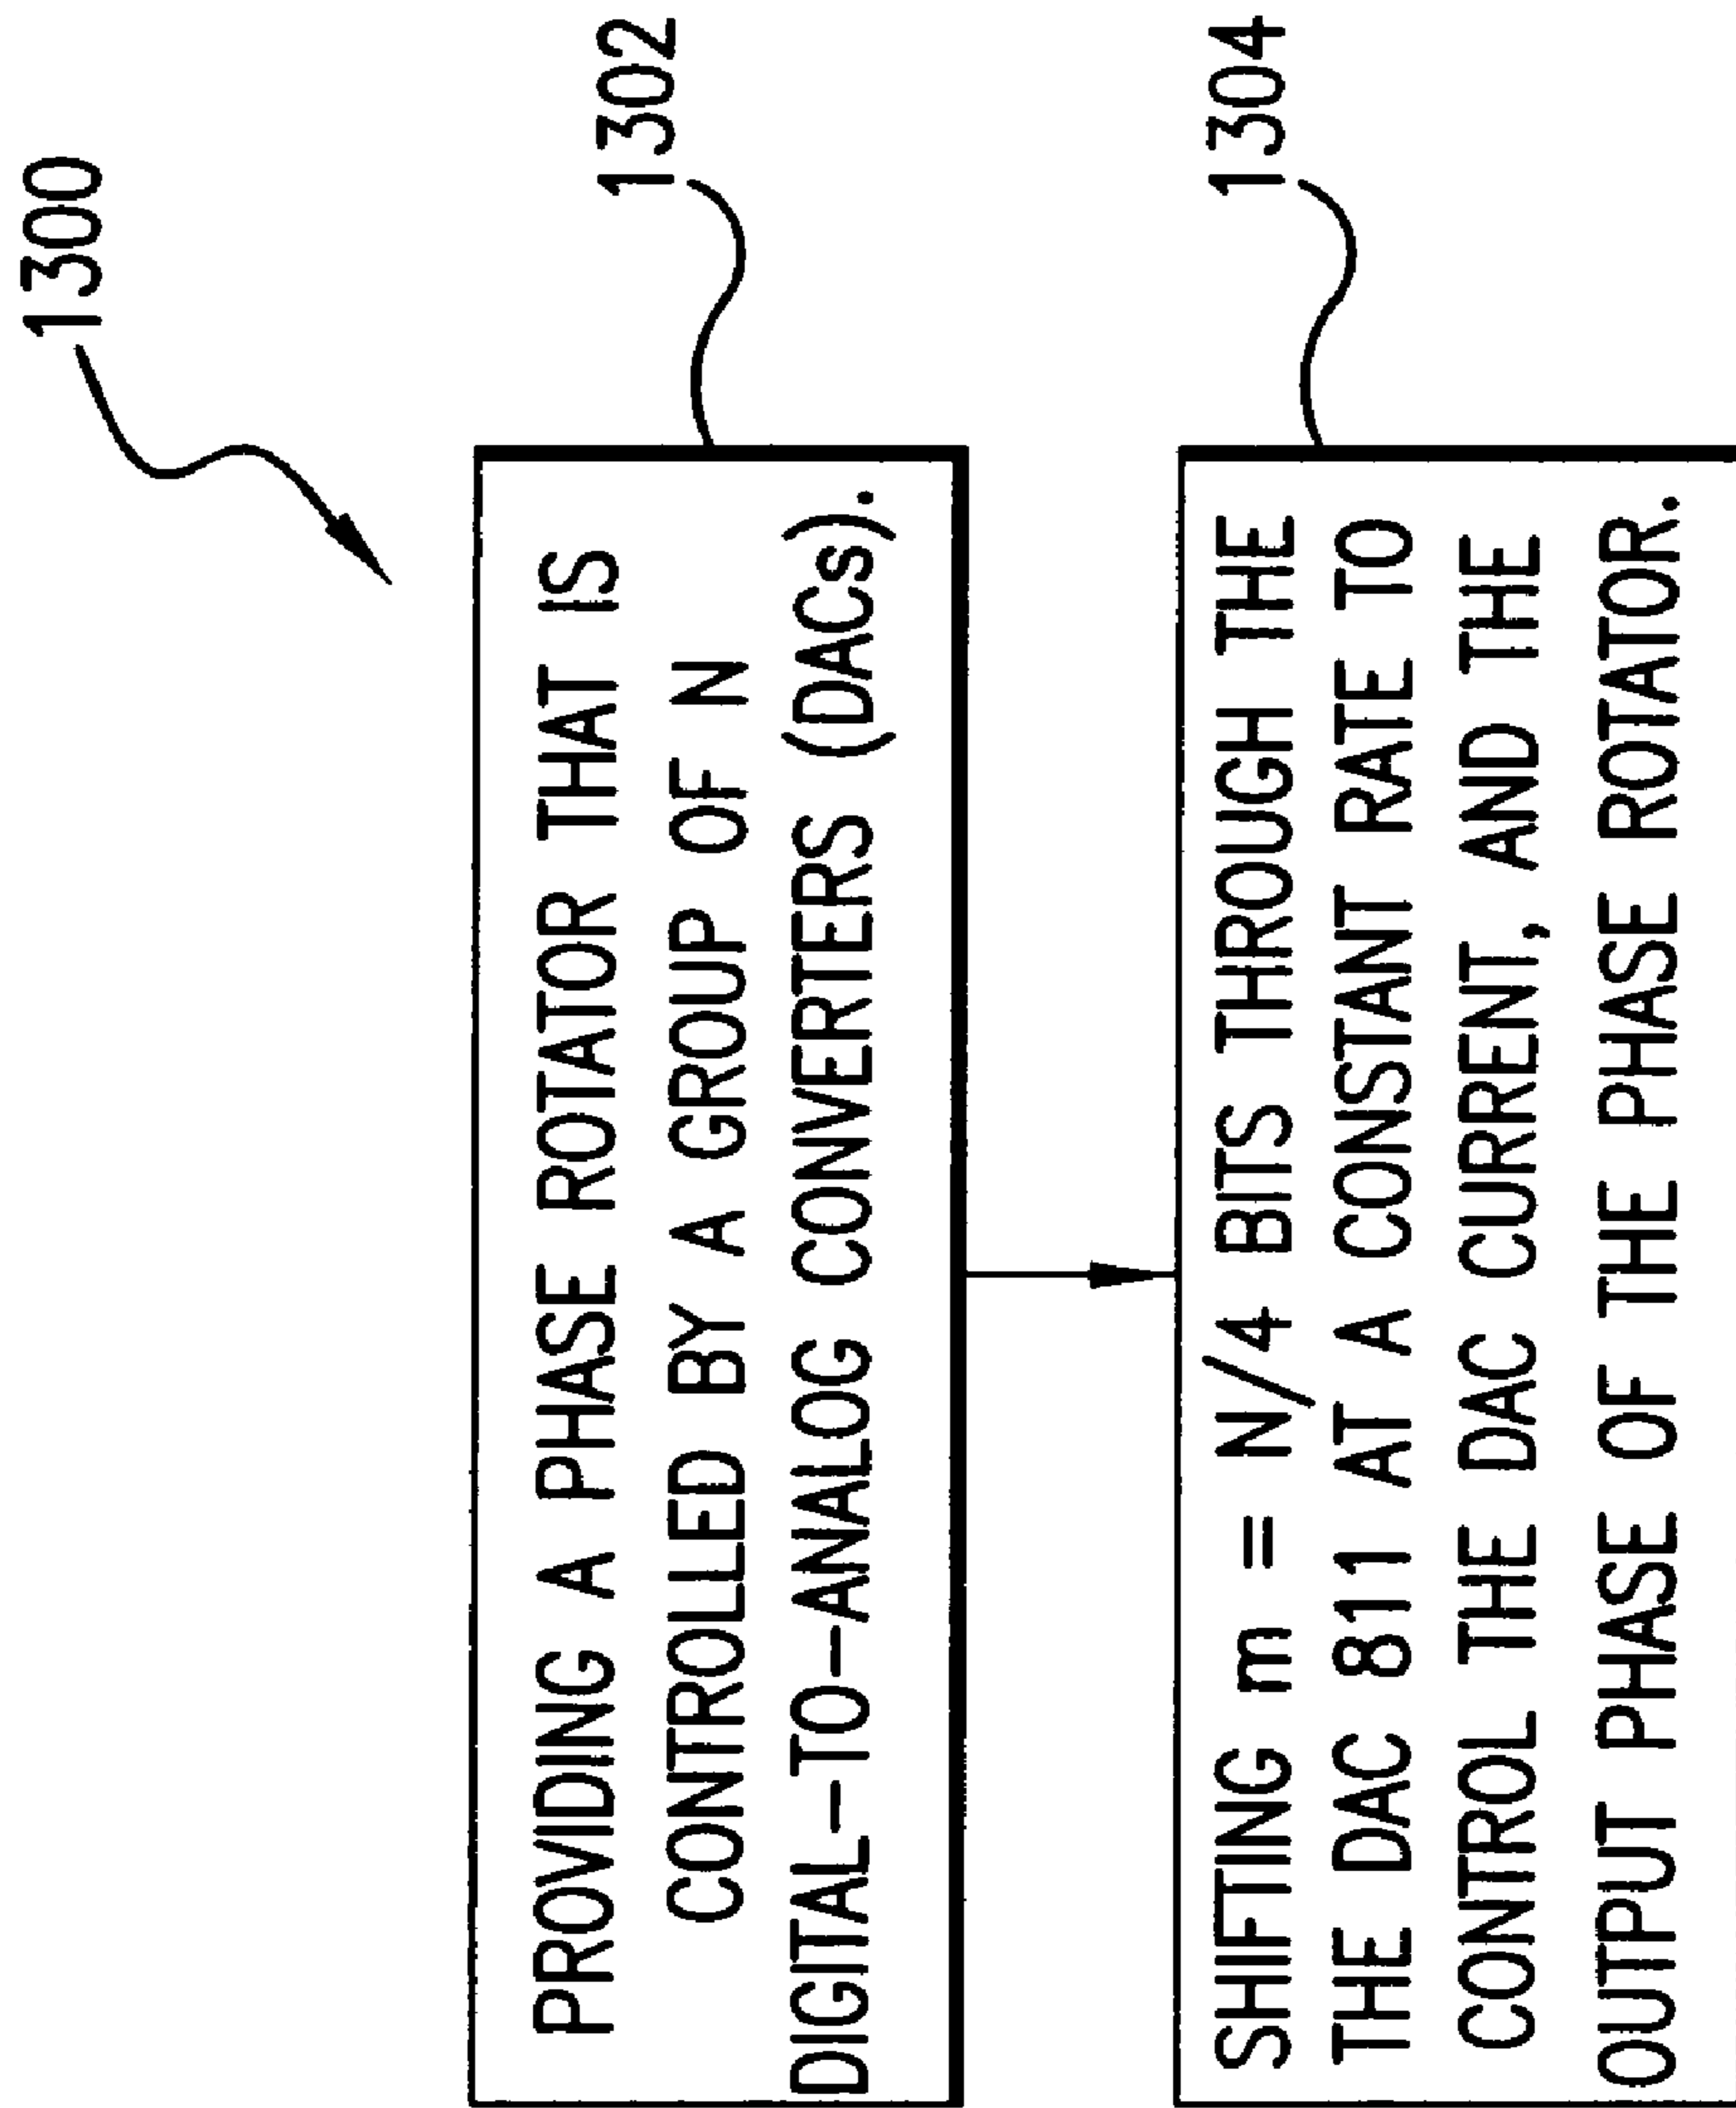 1300
PROVIDING A PHASE ROTATOR THAT IS
CONTROLLED BY A GROUP OF N
DIGITAL-TO-ANALOG CONVERTERS (DACs).
1302
SHIFTING m = N/4 BITS THROUGH THE
THE DAC 811 AT A CONSTANT RATE TO
CONTROL THE DAC CURRENT, AND THE
OUTPUT PHASE OF THE PHASE ROTATOR.
1304